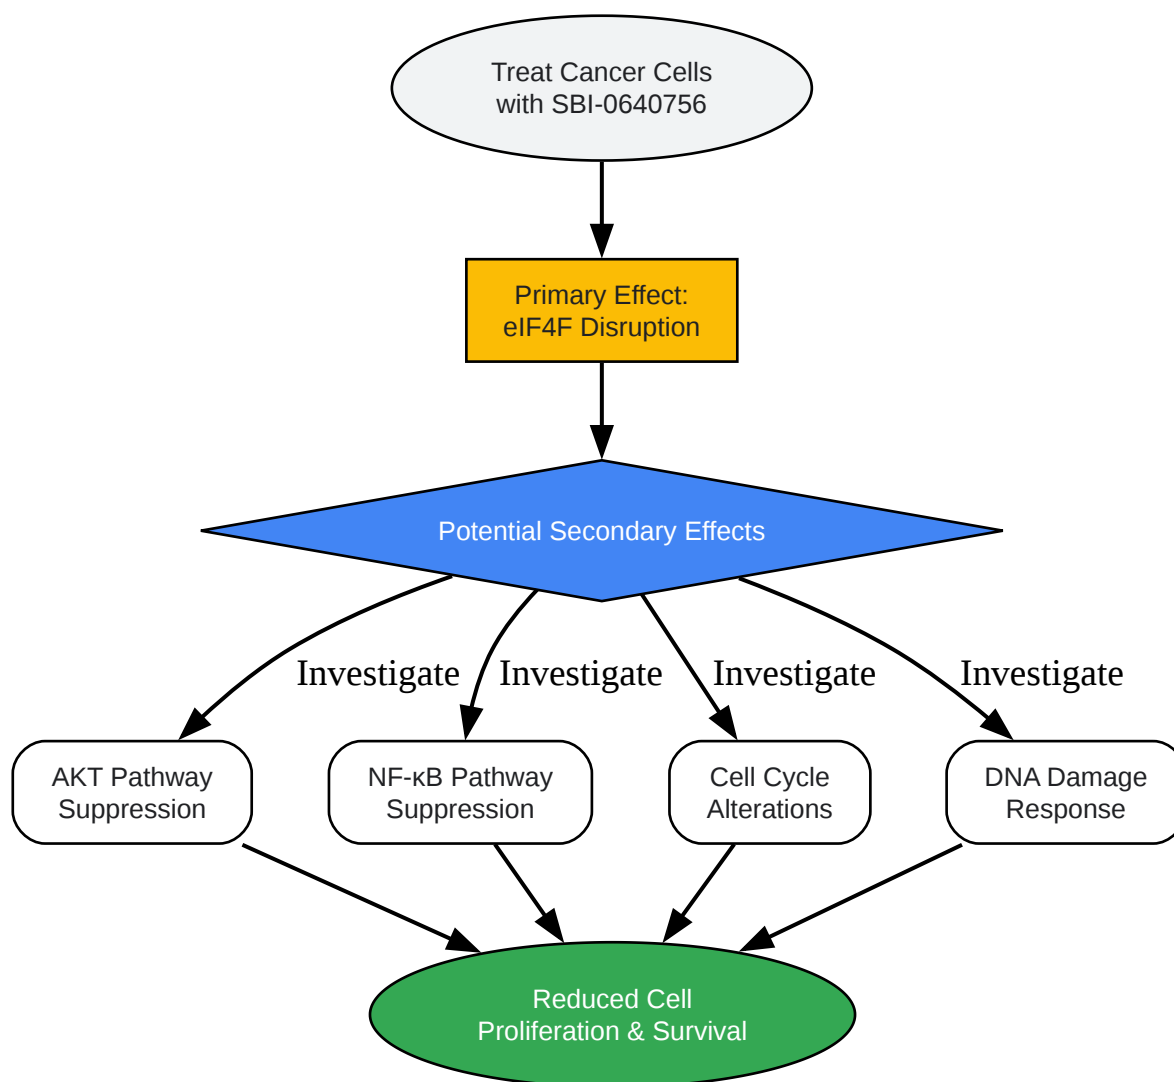 Treat Cancer Cells
with SBI-0640756
Primary Effect:
eIF4F Disruption
Potential Secondary Effects
Investigate
Investigate
Investigate
Investigate
AKT Pathway
Suppression
NF-κB Pathway
Suppression
Cell Cycle
Alterations
DNA Damage
Response
Reduced Cell
Proliferation & Survival